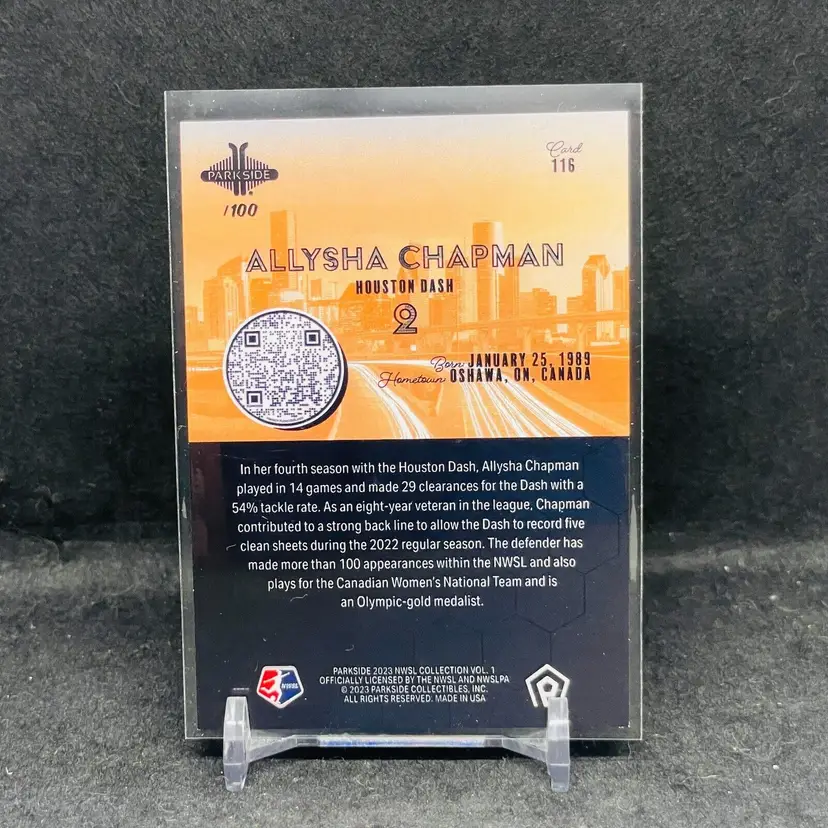 PARKSIDE
/100
Card
116
ALLYSHA CHAPMAN
HOUSTON DASH
2
Born JANUARY 25, 1989
Hometown OSHAWA, ON, CANADA
In her fourth season with the Houston Dash, Allysha Chapman
played in 14 games and made 29 clearances for the Dash with a
54% tackle rate. As an eight-year veteran in the league, Chapman
contributed to a strong back line to allow the Dash to record five
clean sheets during the 2022 regular season. The defender has
made more than 100 appearances within the NWSL and also
plays for the Canadian Women's National Team and is
an Olympic-gold medalist.
NWSL
PARKSIDE 2023 NWSL COLLECTION VOL. 1
OFFICIALLY LICENSED BY THE NWSL AND NWSLPA
© 2023 PARKSIDE COLLECTIBLES, INC.
ALL RIGHTS RESERVED. MADE IN USA